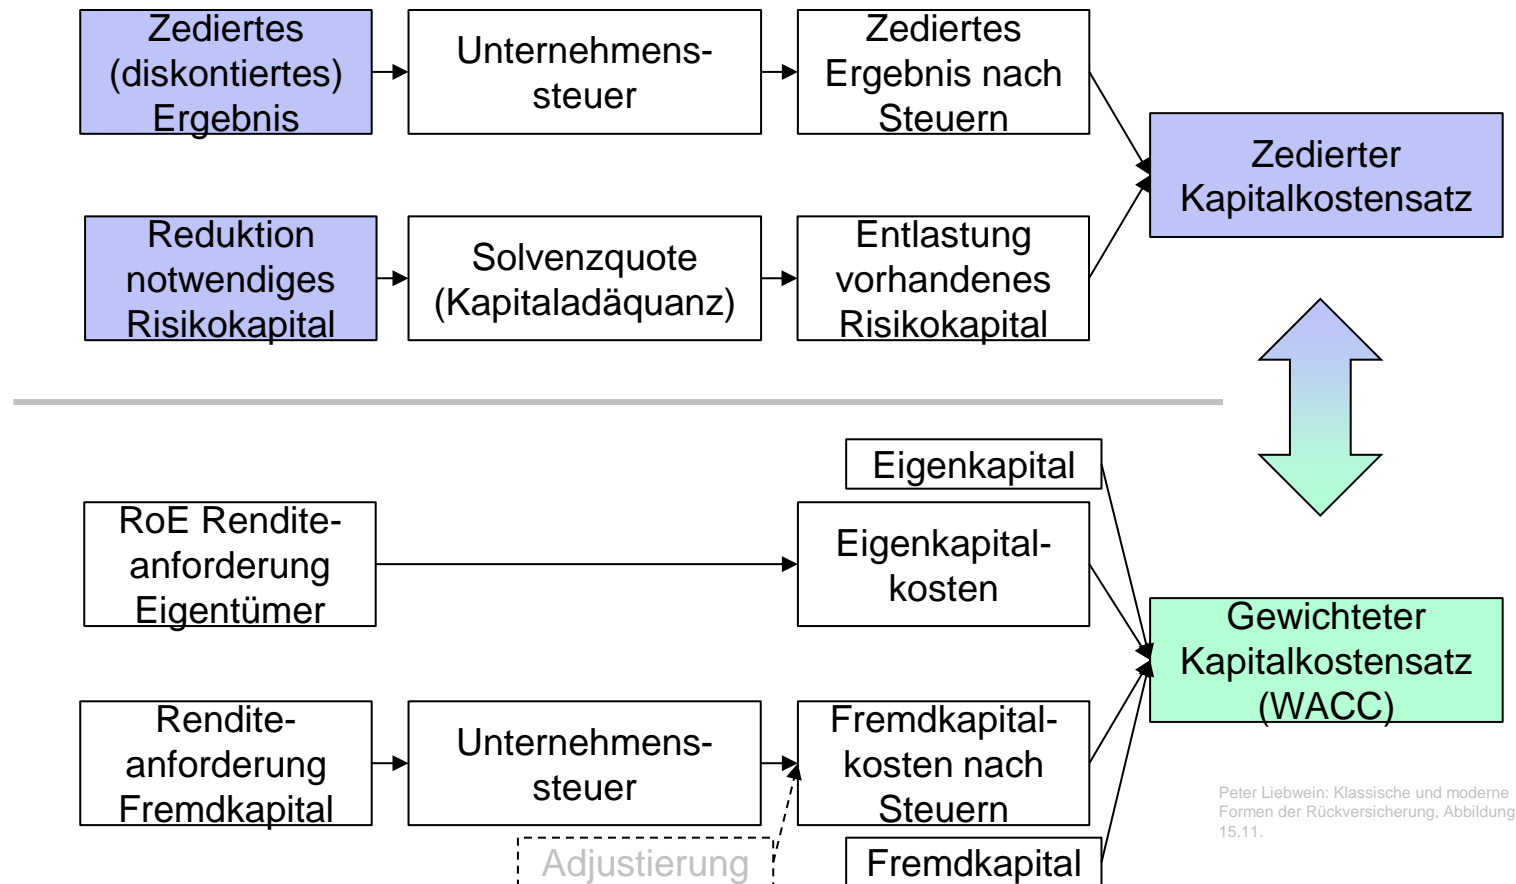 Zediertes
(diskontiertes)
Ergebnis
Unternehmens-
steuer
Zediertes
Ergebnis nach
Steuern
Zedierter
Kapitalkostensatz
Reduktion
notwendiges
Risikokapital
Solvenzquote
(Kapitaladäquanz)
Entlastung
vorhandenes
Risikokapital
Eigenkapital
RoE Rendite-
anforderung
Eigentümer
Eigenkapital-
kosten
Gewichteter
Kapitalkostensatz
(WACC)
Rendite-
anforderung
Fremdkapital
Unternehmens-
steuer
Fremdkapital-
kosten nach
Steuern
Adjustierung
Fremdkapital
Peter Liebwein: Klassische und moderne
Formen der Rückversicherung, Abbildung
15.11.